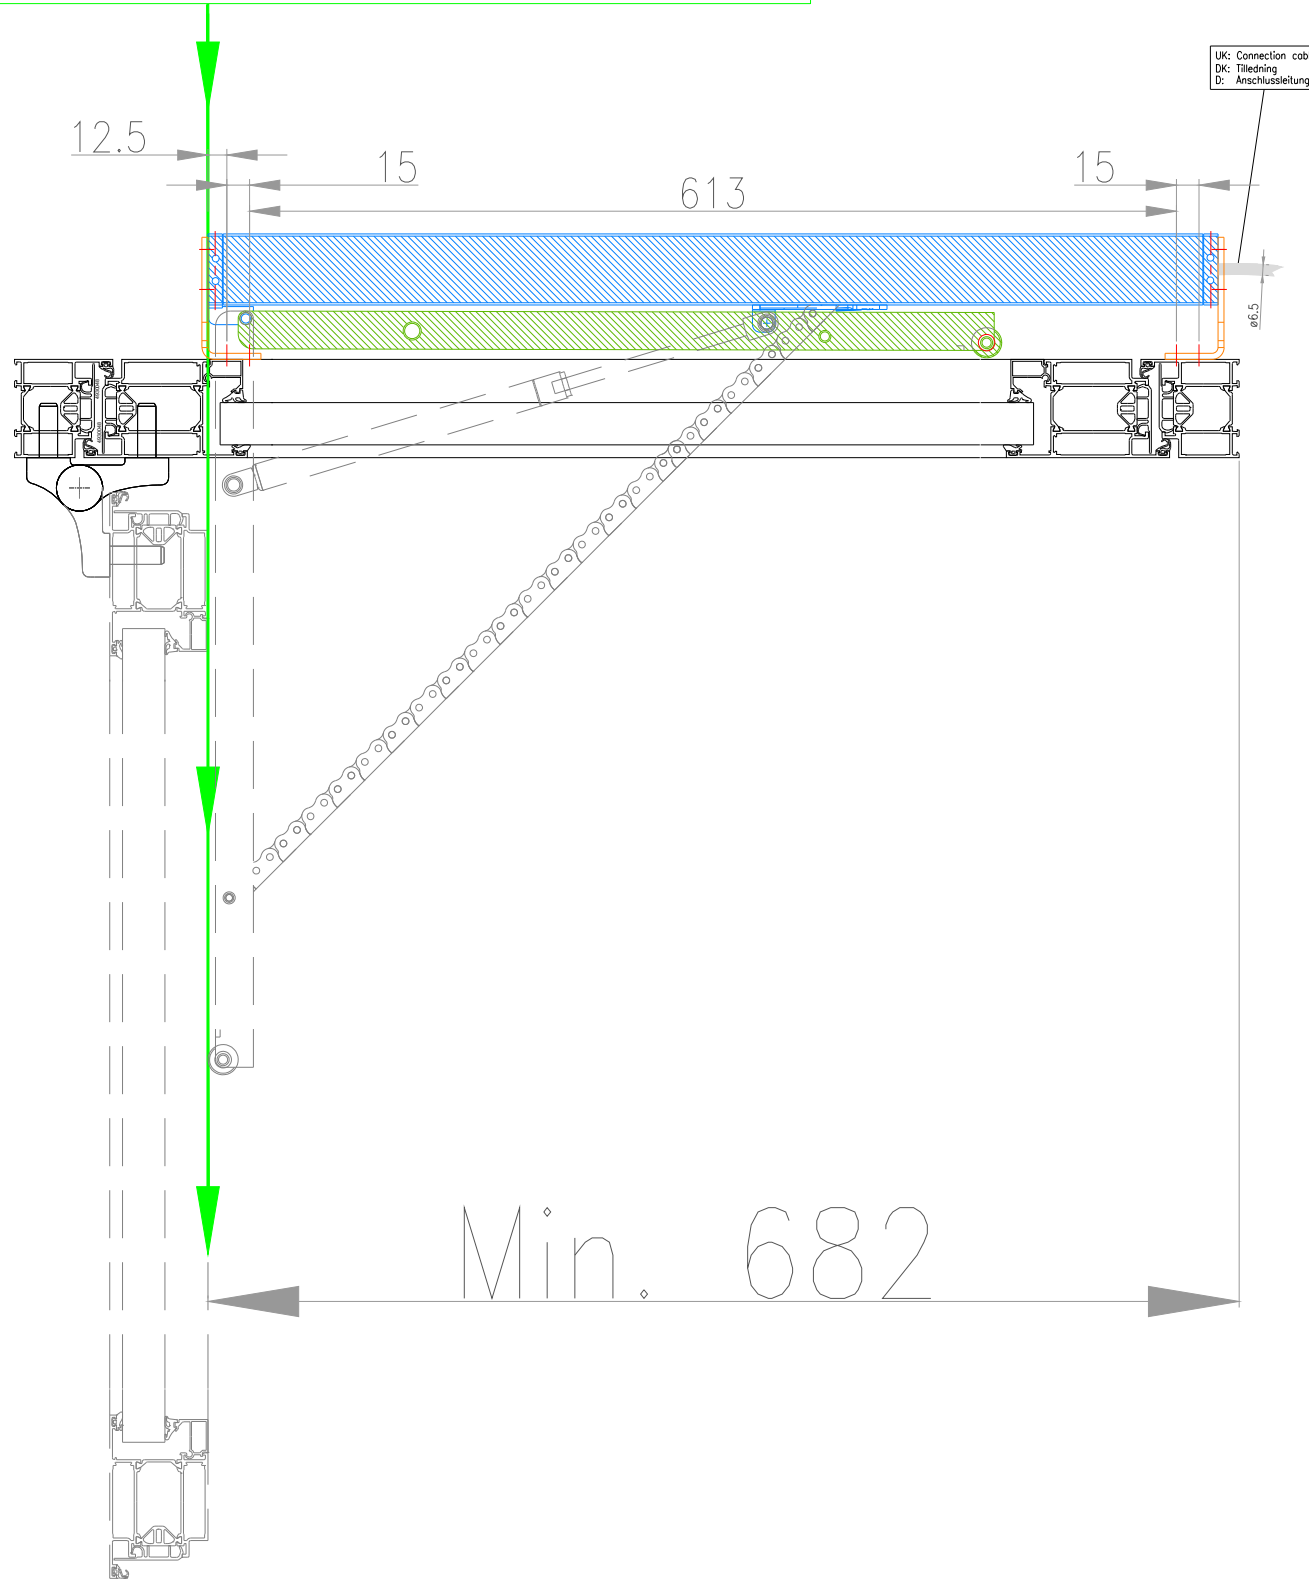 UK: Connection cab
DK: Tilledning
D: Anschlussleitung
12.5
15
15
613
ø6.5
Min. 682